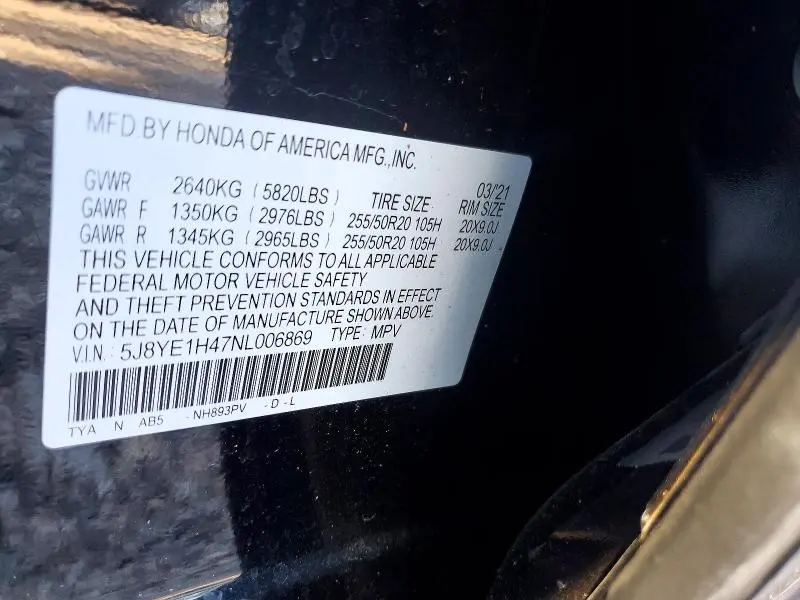 MFD.BY HONDA OF AMERICA MFG.,INC.
03/21
GVWR 2640KG (5820LBS) TIRE SIZE RIM SIZE
GAWR F 1350KG (2976LBS) 255/50R20 105H 20X9.0J
GAWR R 1345KG (2965LBS) 255/50R20 105H 20X9.0J
THIS VEHICLE CONFORMS TO ALL APPLICABLE
FEDERAL MOTOR VEHICLE SAFETY
AND THEFT PREVENTION STANDARDS IN EFFECT
ON THE DATE OF MANUFACTURE SHOWN ABOVE.
V.I.N.: 5J8YE1H47NL006869 TYPE: MPV
TYA N AB5 -NH893PV -D-L